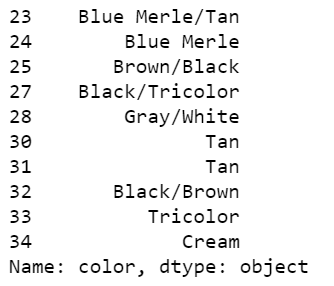 23    Blue Merle/Tan
24        Blue Merle
25       Brown/Black
27    Black/Tricolor
28        Gray/White
30               Tan
31               Tan
32       Black/Brown
33          Tricolor
34             Cream
Name: color, dtype: object